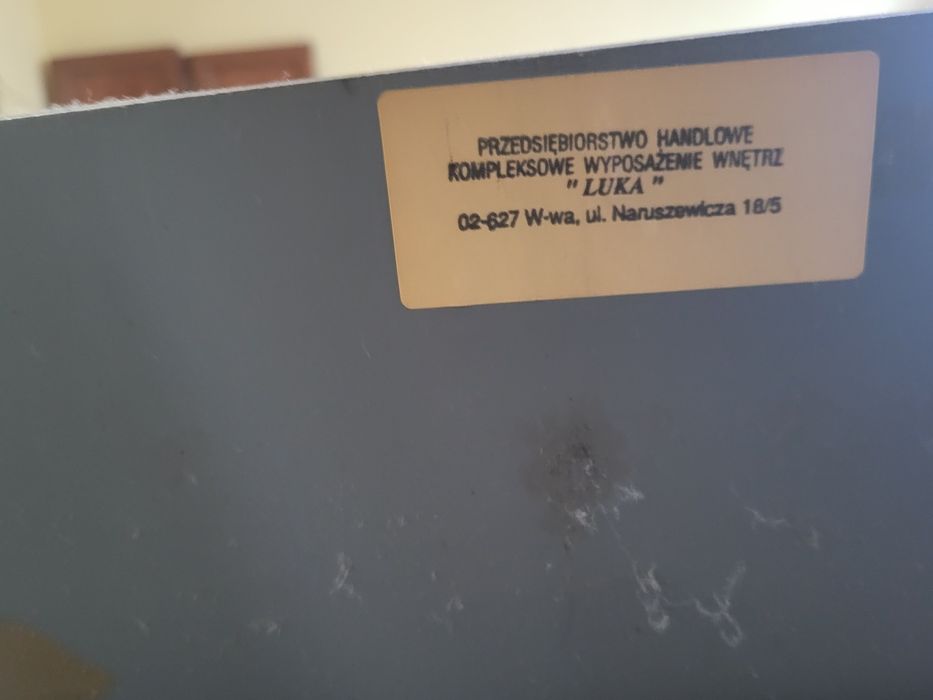 PRZEDSIĘBIORSTWO HANDLOWE
KOMPLEKSOWE WYPOSAŻENIE WNĘTRZ
" LUKA "
02-627 W-wa, ul. Naruszewicza 18/5